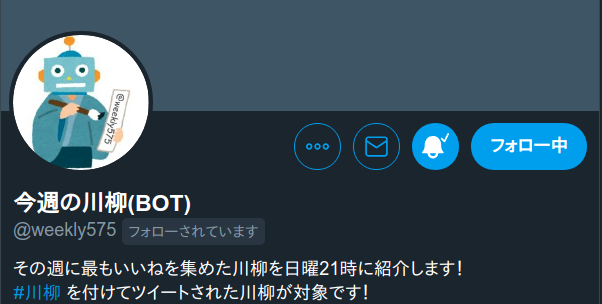 @weekly575
フォロー中
今週の川柳(BOT)
@weekly575 フォローされています
その週に最もいいねを集めた川柳を日曜21時に紹介します！
#川柳 を付けてツイートされた川柳が対象です！